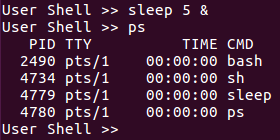 User Shell >> sleep 5 &
User Shell >> ps
  PID TTY          TIME CMD
 2490 pts/1    00:00:00 bash
 4734 pts/1    00:00:00 sh
 4779 pts/1    00:00:00 sleep
 4780 pts/1    00:00:00 ps
User Shell >>